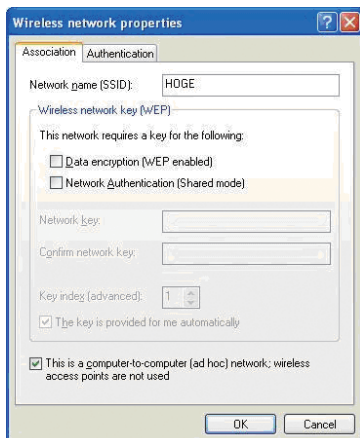 Wireless network properties
Association Authentication
Network name (SSID): HOGE
Wireless network key (WEP)
This network requires a key for the following:
Data encryption (WEP enabled)
Network Authentication (Shared mode)
Network key:
Confirm network key:
Key index (advanced): 1
The key is provided for me automatically
This is a computer-to-computer (ad hoc) network; wireless
access points are not used
OK Cancel